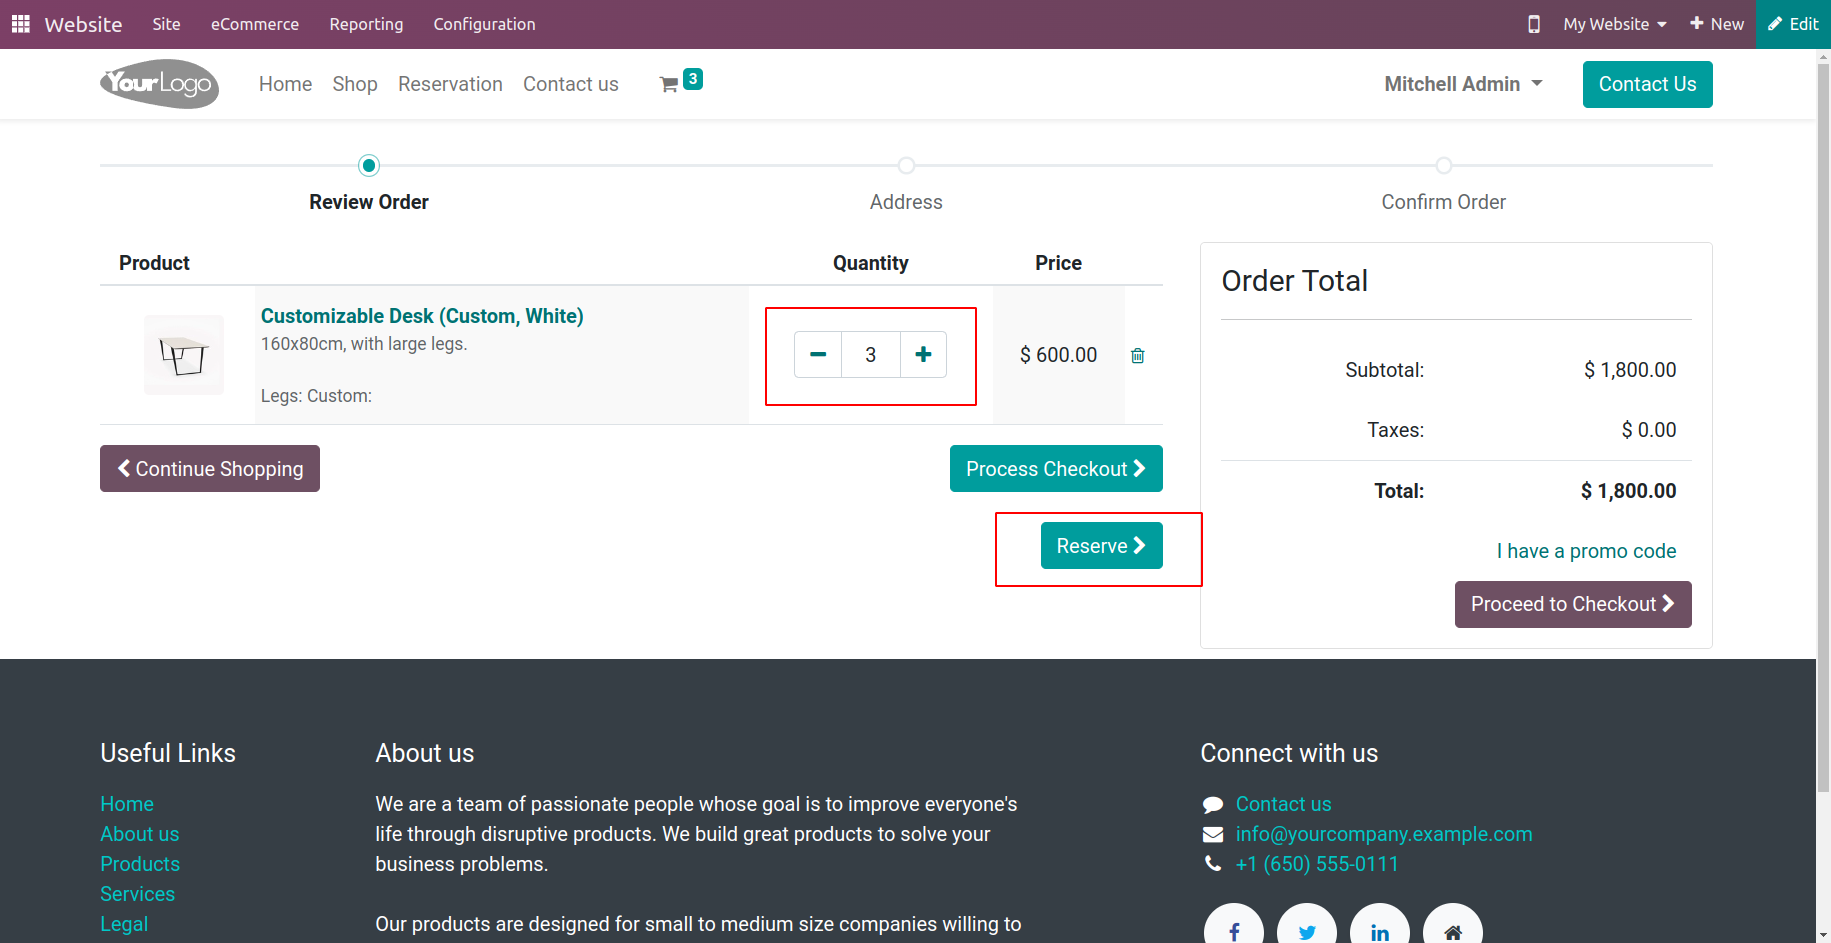 Website Site eCommerce Reporting Configuration My Website New Edit
YourLogo Home Shop Reservation Contact us 3 Mitchell Admin Contact Us
Review Order Address Confirm Order
Product Quantity Price
Customizable Desk (Custom, White)
160x80cm, with large legs.
Legs: Custom:
3
$ 600.00
Continue Shopping
Process Checkout
Reserve
Order Total
Subtotal: $ 1,800.00
Taxes: $ 0.00
Total: $ 1,800.00
I have a promo code
Proceed to Checkout
Useful Links
Home
About us
Products
Services
Legal
About us
We are a team of passionate people whose goal is to improve everyone's
life through disruptive products. We build great products to solve your
business problems.
Our products are designed for small to medium size companies willing to
Connect with us
Contact us
info@yourcompany.example.com
+1 (650) 555-0111